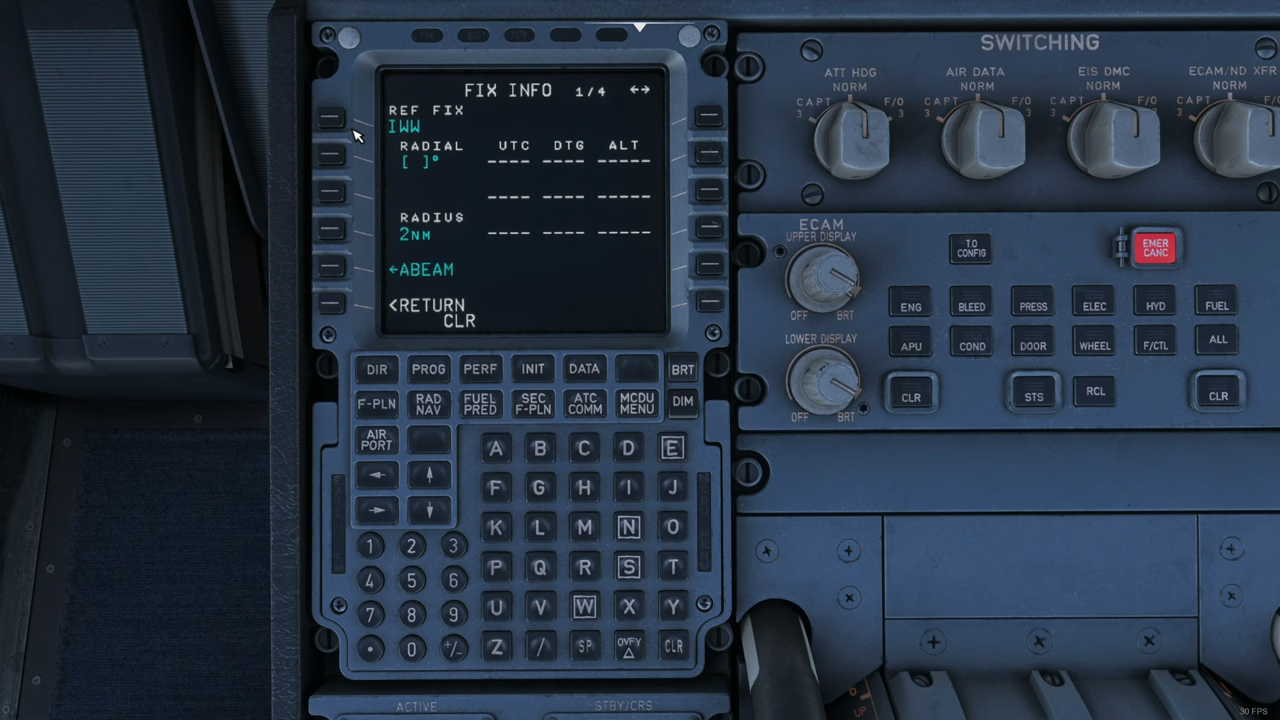 FIX INFO 1/4 ↔
REF FIX
IWW
RADIAL UTC DTG ALT
[ ]° ---- ---- -----
---- ---- -----
RADIUS
2NM ---- ---- -----
←ABEAM
<RETURN
CLR
DIR PROG PERF INIT DATA BRT
F-PLN RAD NAV FUEL PRED SEC F-PLN ATC COMM MCDU MENU DIM
AIR PORT
← ↑
→ ↓
A B C D E
F G H I J
K L M N O
P Q R S T
U V W X Y
Z / SP OVFY △ CLR
1 2 3
4 5 6
7 8 9
• 0 +/-
ACTIVE STBY/CRS
SWITCHING
ATT HDG AIR DATA EIS DMC ECAM/ND XFR
NORM NORM NORM NORM
CAPT 3 F/O 3 CAPT 3 F/O 3 CAPT 3 F/O 3 CAPT F/O
ECAM
UPPER DISPLAY
OFF BRT
LOWER DISPLAY
OFF BRT
T.O CONFIG
EMER CANC
ENG BLEED PRESS ELEC HYD FUEL
APU COND DOOR WHEEL F/CTL ALL
CLR STS RCL CLR
UP
30 FPS